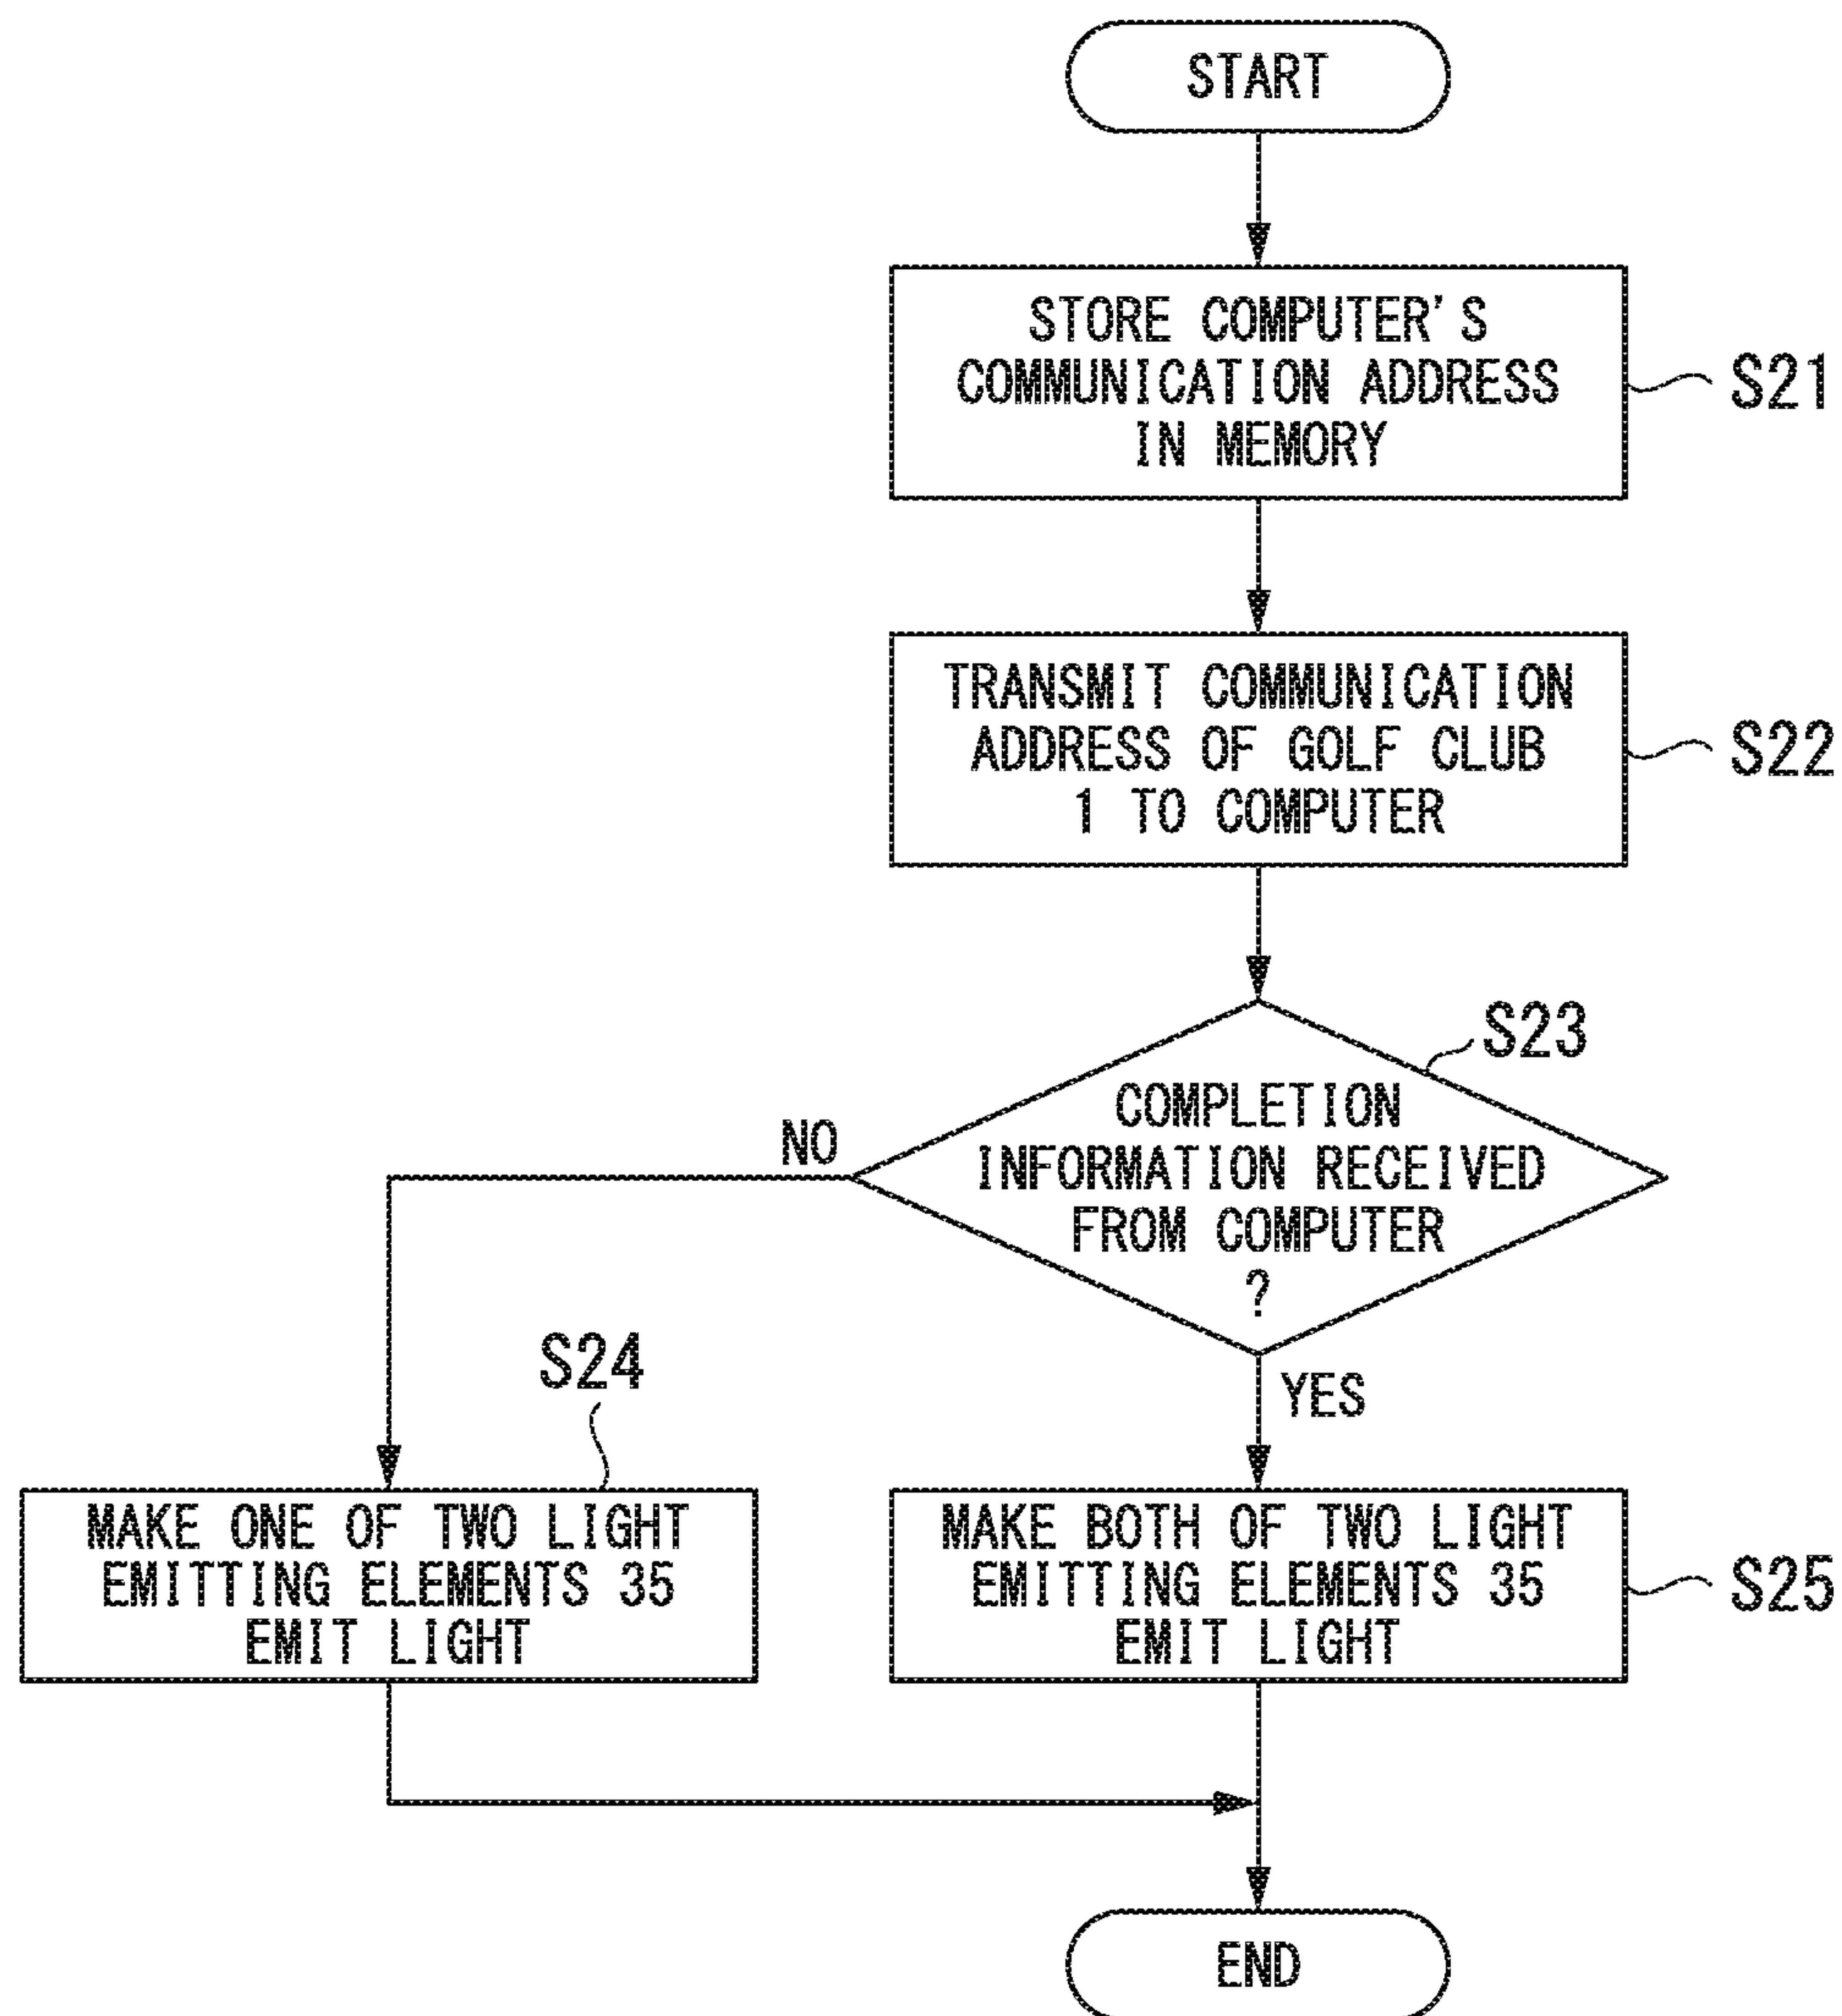 START
STORE COMPUTER'S
COMMUNICATION ADDRESS
IN MEMORY
S21
TRANSMIT COMMUNICATION
ADDRESS OF GOLF CLUB
1 TO COMPUTER
S22
S23
COMPLETION
INFORMATION RECEIVED
FROM COMPUTER
?
NO
YES
S24
MAKE ONE OF TWO LIGHT
EMITTING ELEMENTS 35
EMIT LIGHT
MAKE BOTH OF TWO LIGHT
EMITTING ELEMENTS 35
EMIT LIGHT
S25
END